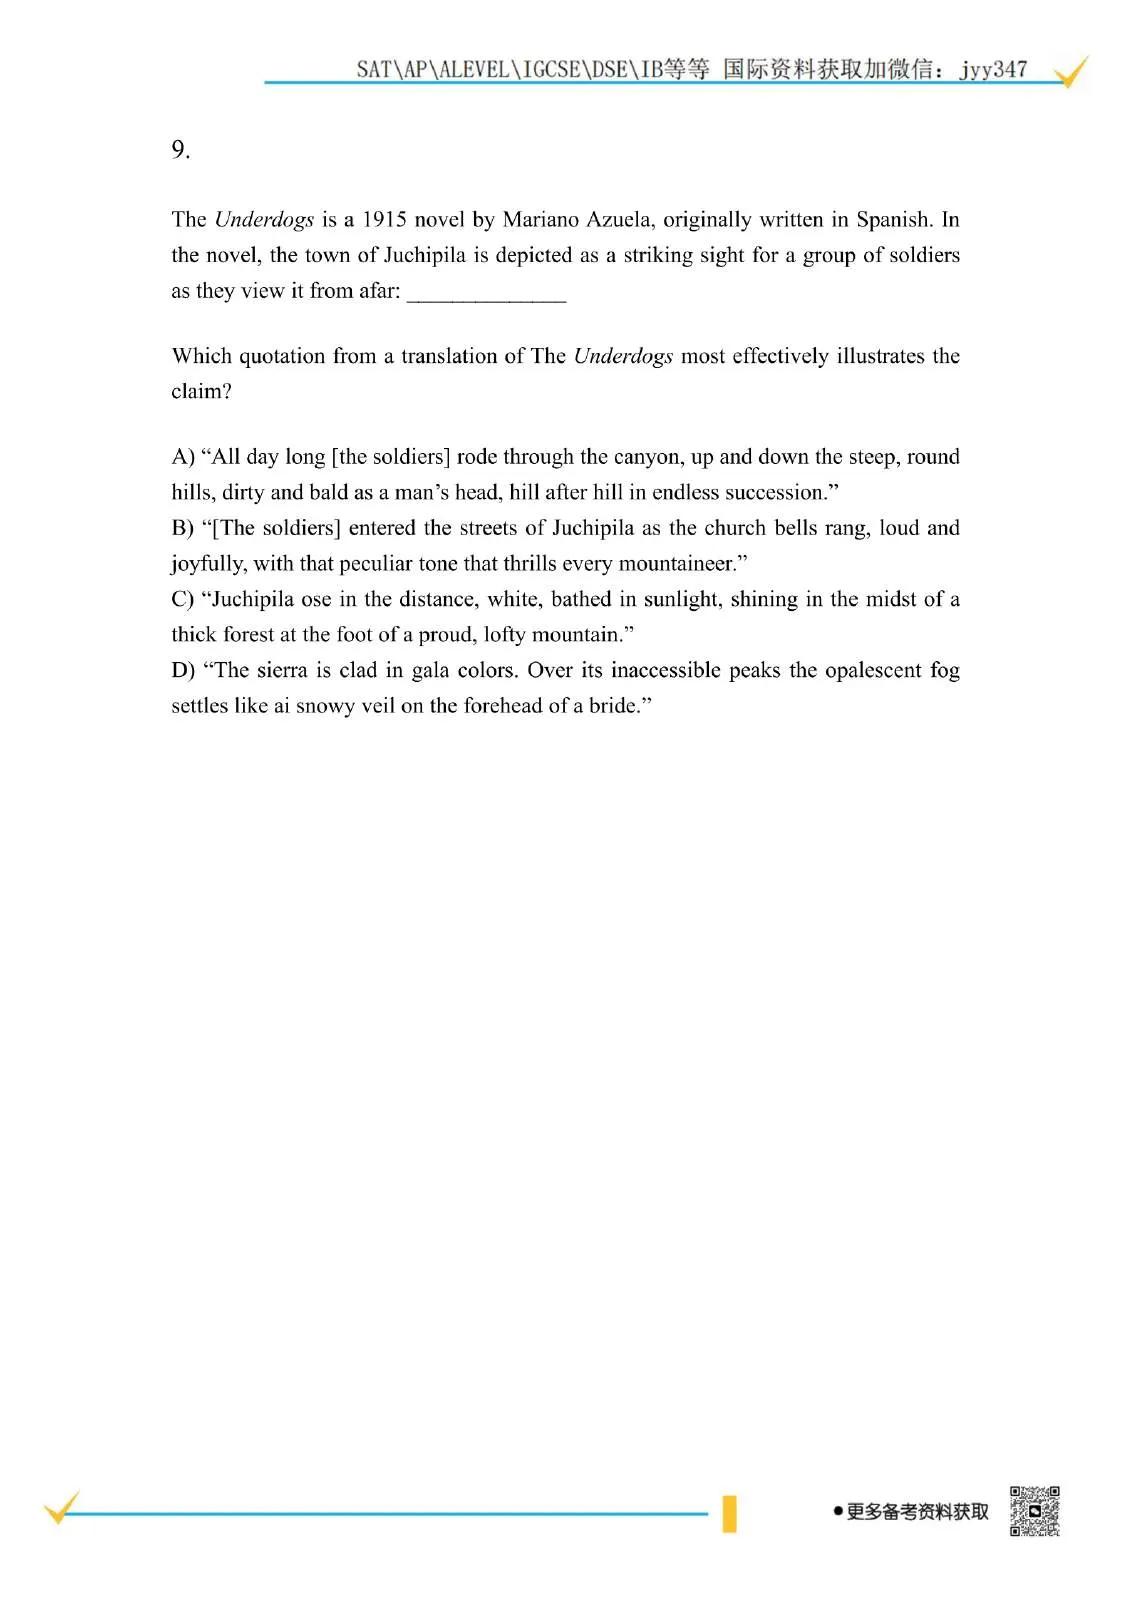 SAT\AP\ALEVEL\IGCSE\DSE\IB等等 国际资料获取加微信：jyy347
9.
The Underdogs is a 1915 novel by Mariano Azuela, originally written in Spanish. In
the novel, the town of Juchipila is depicted as a striking sight for a group of soldiers
as they view it from afar: ______________
Which quotation from a translation of The Underdogs most effectively illustrates the
claim?
A) “All day long [the soldiers] rode through the canyon, up and down the steep, round
hills, dirty and bald as a man’s head, hill after hill in endless succession.”
B) “[The soldiers] entered the streets of Juchipila as the church bells rang, loud and
joyfully, with that peculiar tone that thrills every mountaineer.”
C) “Juchipila ose in the distance, white, bathed in sunlight, shining in the midst of a
thick forest at the foot of a proud, lofty mountain.”
D) “The sierra is clad in gala colors. Over its inaccessible peaks the opalescent fog
settles like ai snowy veil on the forehead of a bride.”
●更多备考资料获取